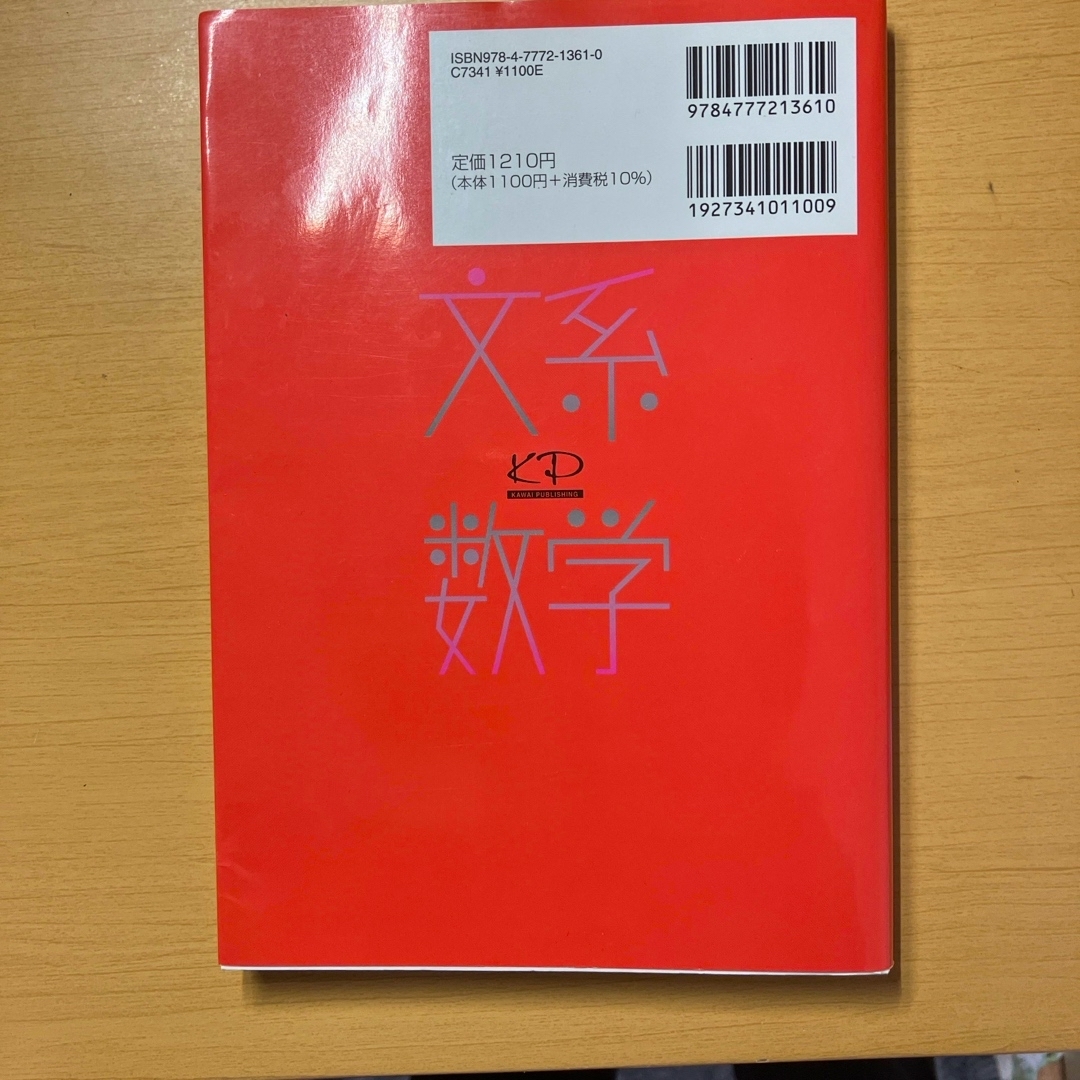 ISBN978-4-7772-1361-0
C7341 ¥1100E
9784777213610
定価1210円
(本体1100円+消費税10%)
1927341011009
文系
KP
KAWAI PUBLISHING
数学